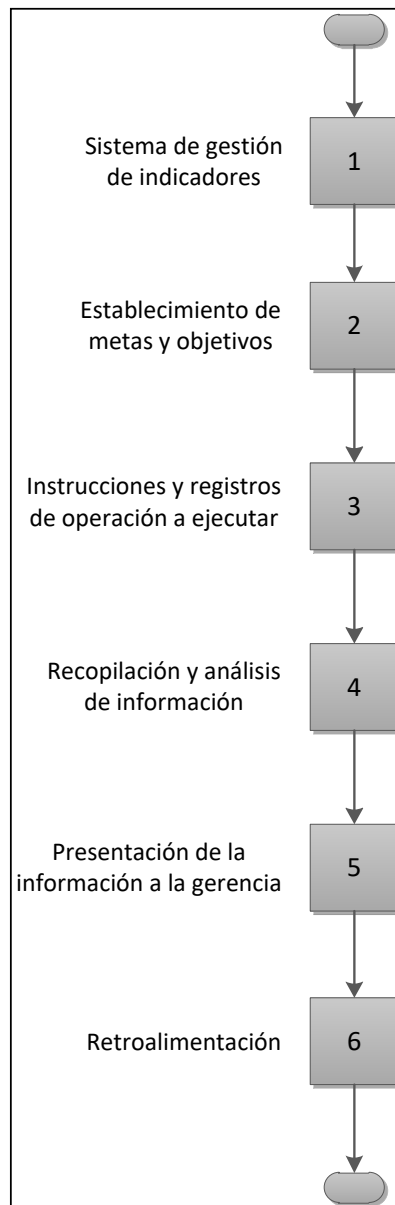 Sistema de gestión
de indicadores
1
Establecimiento de
metas y objetivos
2
Instrucciones y registros
de operación a ejecutar
3
Recopilación y análisis
de información
4
Presentación de la
información a la gerencia
5
Retroalimentación
6